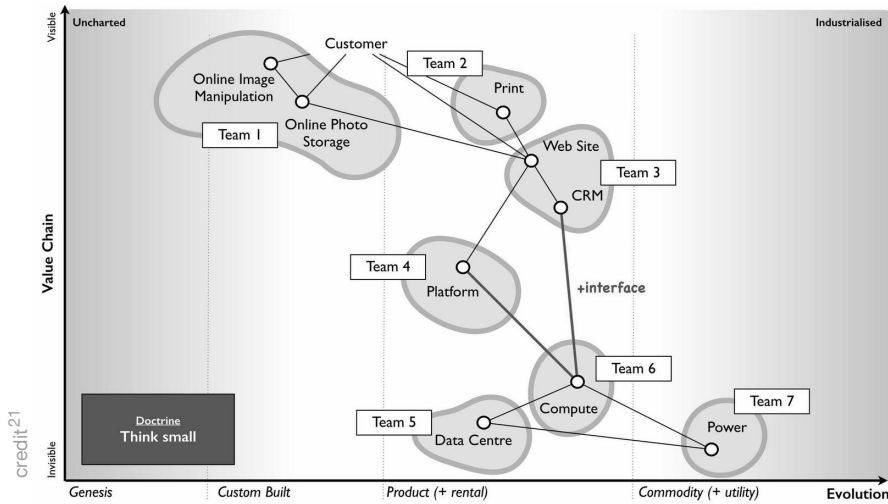 Visible
Uncharted
Industrialised
Customer
Team 2
Online Image
Manipulation
Print
Team 1
Online Photo
Storage
Web Site
Team 3
CRM
Value Chain
Team 4
Platform
+interface
Team 6
Compute
Team 7
Team 5
Data Centre
Power
Doctrine
Think small
credit21
Invisible
Genesis
Custom Built
Product (+ rental)
Commodity (+ utility)
Evolution